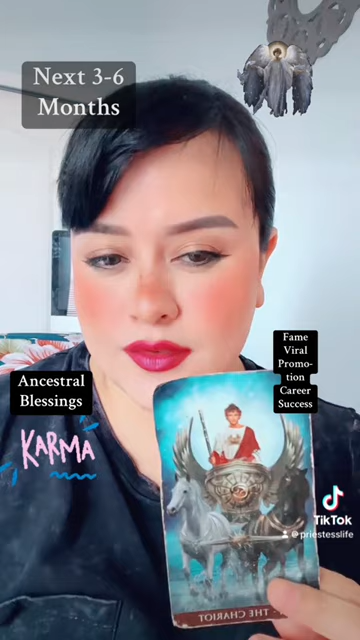 Next 3-6
Months
Fame
Viral
Promo-
tion
Career
Success
Ancestral
Blessings
KARMA
TikTok
@priestesslife
THE CHARIOT